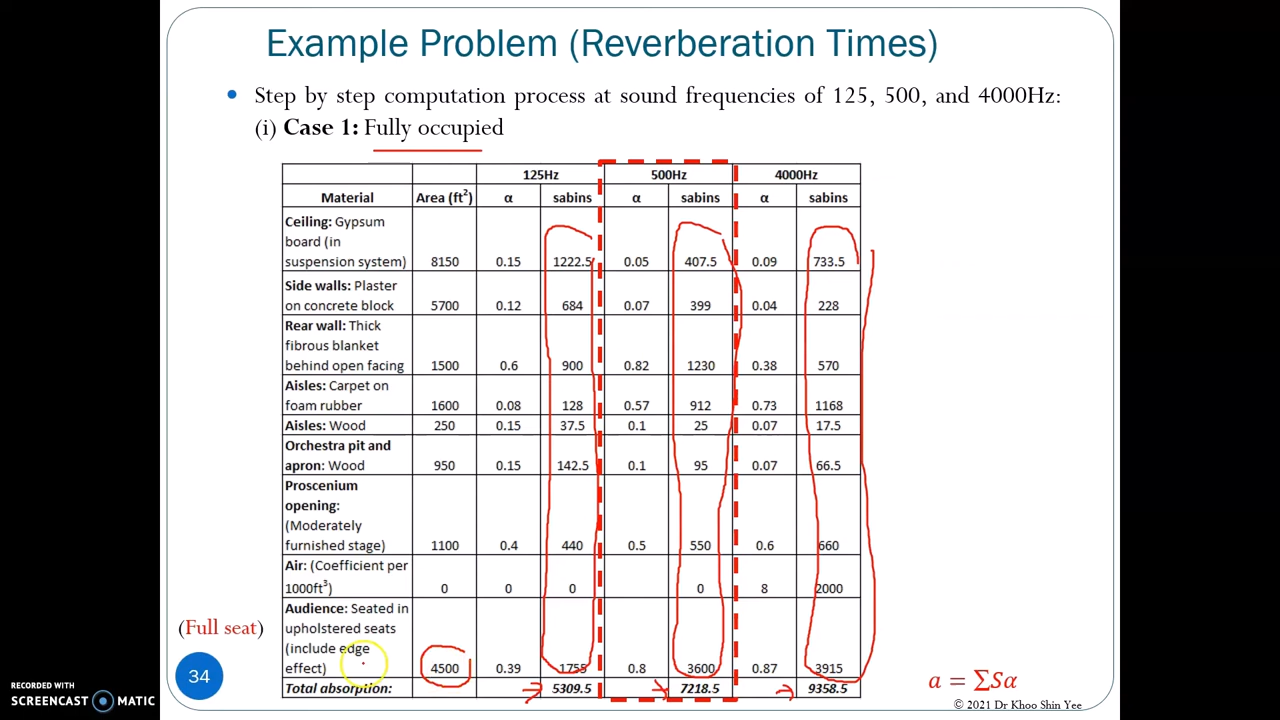 Example Problem (Reverberation Times)
• Step by step computation process at sound frequencies of 125, 500, and 4000Hz:
(i) Case 1: Fully occupied
125Hz 500Hz 4000Hz
Material Area (ft²) α sabins α sabins α sabins
Ceiling: Gypsum
board (in
suspension system) 8150 0.15 1222.5 0.05 407.5 0.09 733.5
Side walls: Plaster
on concrete block 5700 0.12 684 0.07 399 0.04 228
Rear wall: Thick
fibrous blanket
behind open facing 1500 0.6 900 0.82 1230 0.38 570
Aisles: Carpet on
foam rubber 1600 0.08 128 0.57 912 0.73 1168
Aisles: Wood 250 0.15 37.5 0.1 25 0.07 17.5
Orchestra pit and
apron: Wood 950 0.15 142.5 0.1 95 0.07 66.5
Proscenium
opening:
(Moderately
furnished stage) 1100 0.4 440 0.5 550 0.6 660
Air: (Coefficient per
1000ft³) 0 0 0 0 8 2000
Audience: Seated in
upholstered seats
(include edge
effect) 4500 0.39 1755 0.8 3600 0.87 3915
Total absorption: 5309.5 7218.5 9358.5
(Full seat)
34
a = ∑Sα
© 2021 Dr Khoo Shin Yee
RECORDED WITH
SCREENCAST MATIC